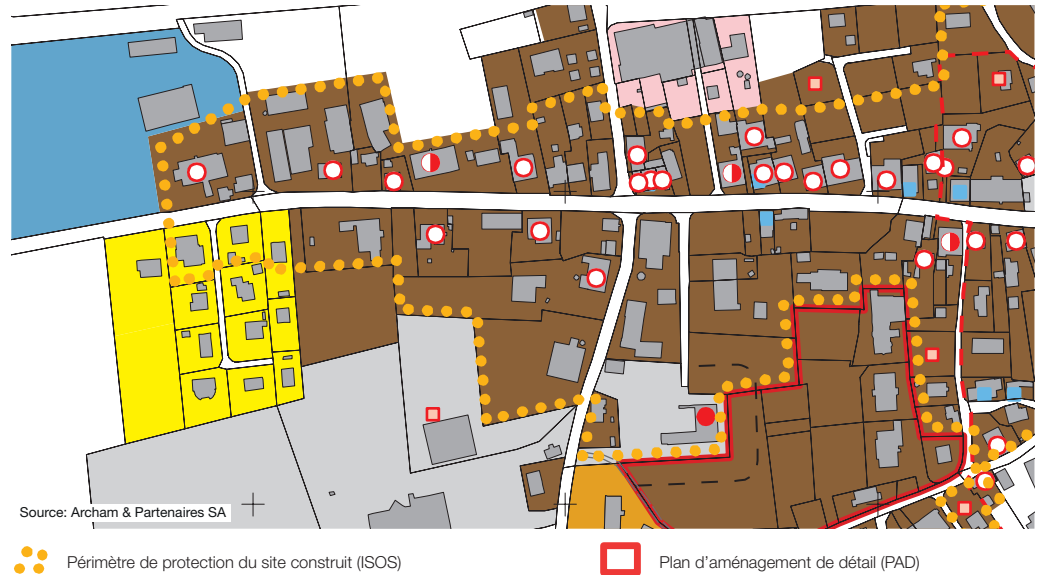 Source: Archam & Partenaires SA
Périmètre de protection du site construit (ISOS)
Plan d'aménagement de détail (PAD)